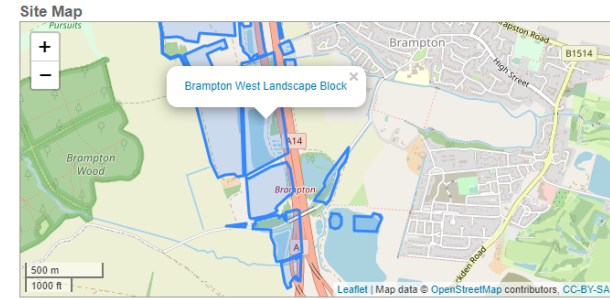 Site Map
Pursuits
+
−
Brampton West Landscape Block
×
Brampton
B1514
High Street
A14
Brampton
Wood
Brampton
A
500 m
1000 ft
Road
Leaflet | Map data © OpenStreetMap contributors, CC-BY-SA